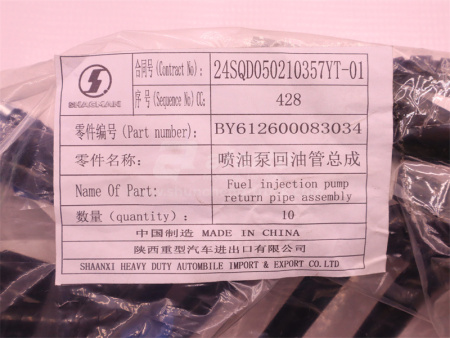 SHACMAN
合同号(Contract No): 24SQD050210357YT-01
序 号(Sequence No)CG: 428
零件编号(Part number): BY612600083034
零件名称: 喷油泵回油管总成
Name Of Part: Fuel injection pump
return pipe assembly
数量(quantity): 10
中国制造 MADE IN CHINA
陕西重型汽车进出口有限公司
SHAANXI HEAVY DUTY AUTOMBILE IMPORT & EXPORT CO.LTD